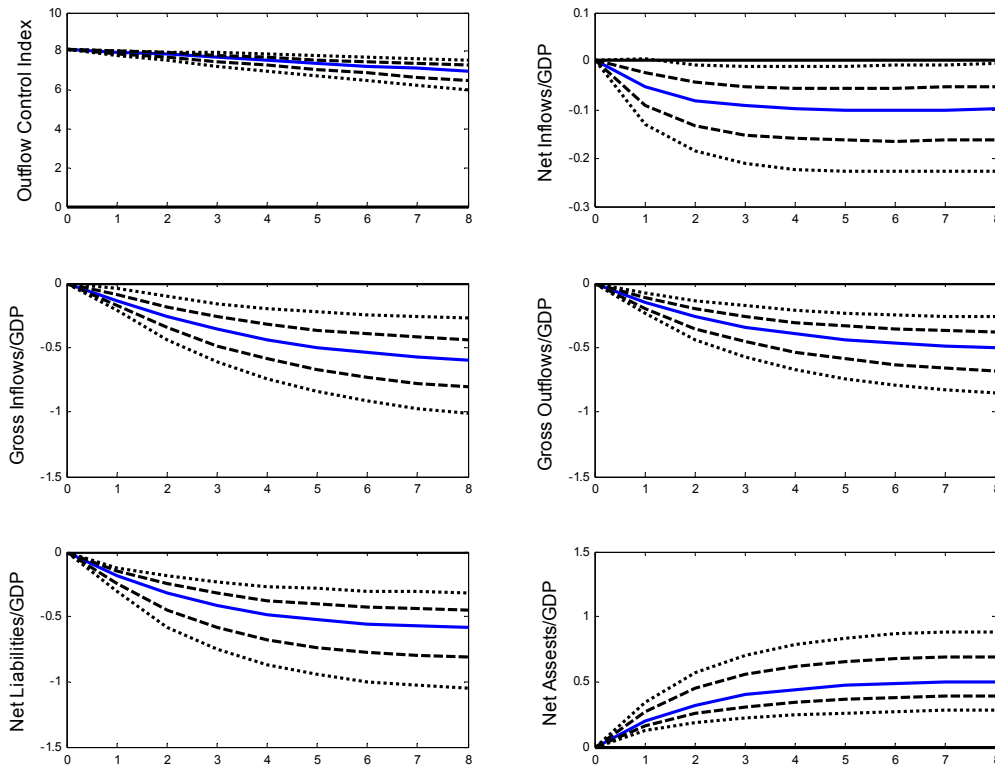 Outflow Control Index
10
8
6
4
2
0
0 1 2 3 4 5 6 7 8
Net Inflows/GDP
0.1
0
-0.1
-0.2
-0.3
0 1 2 3 4 5 6 7 8
Gross Inflows/GDP
0
-0.5
-1
-1.5
0 1 2 3 4 5 6 7 8
Gross Outflows/GDP
0
-0.5
-1
-1.5
0 1 2 3 4 5 6 7 8
Net Liabilities/GDP
0
-0.5
-1
-1.5
0 1 2 3 4 5 6 7 8
Net Assests/GDP
1.5
1
0.5
0
0 1 2 3 4 5 6 7 8